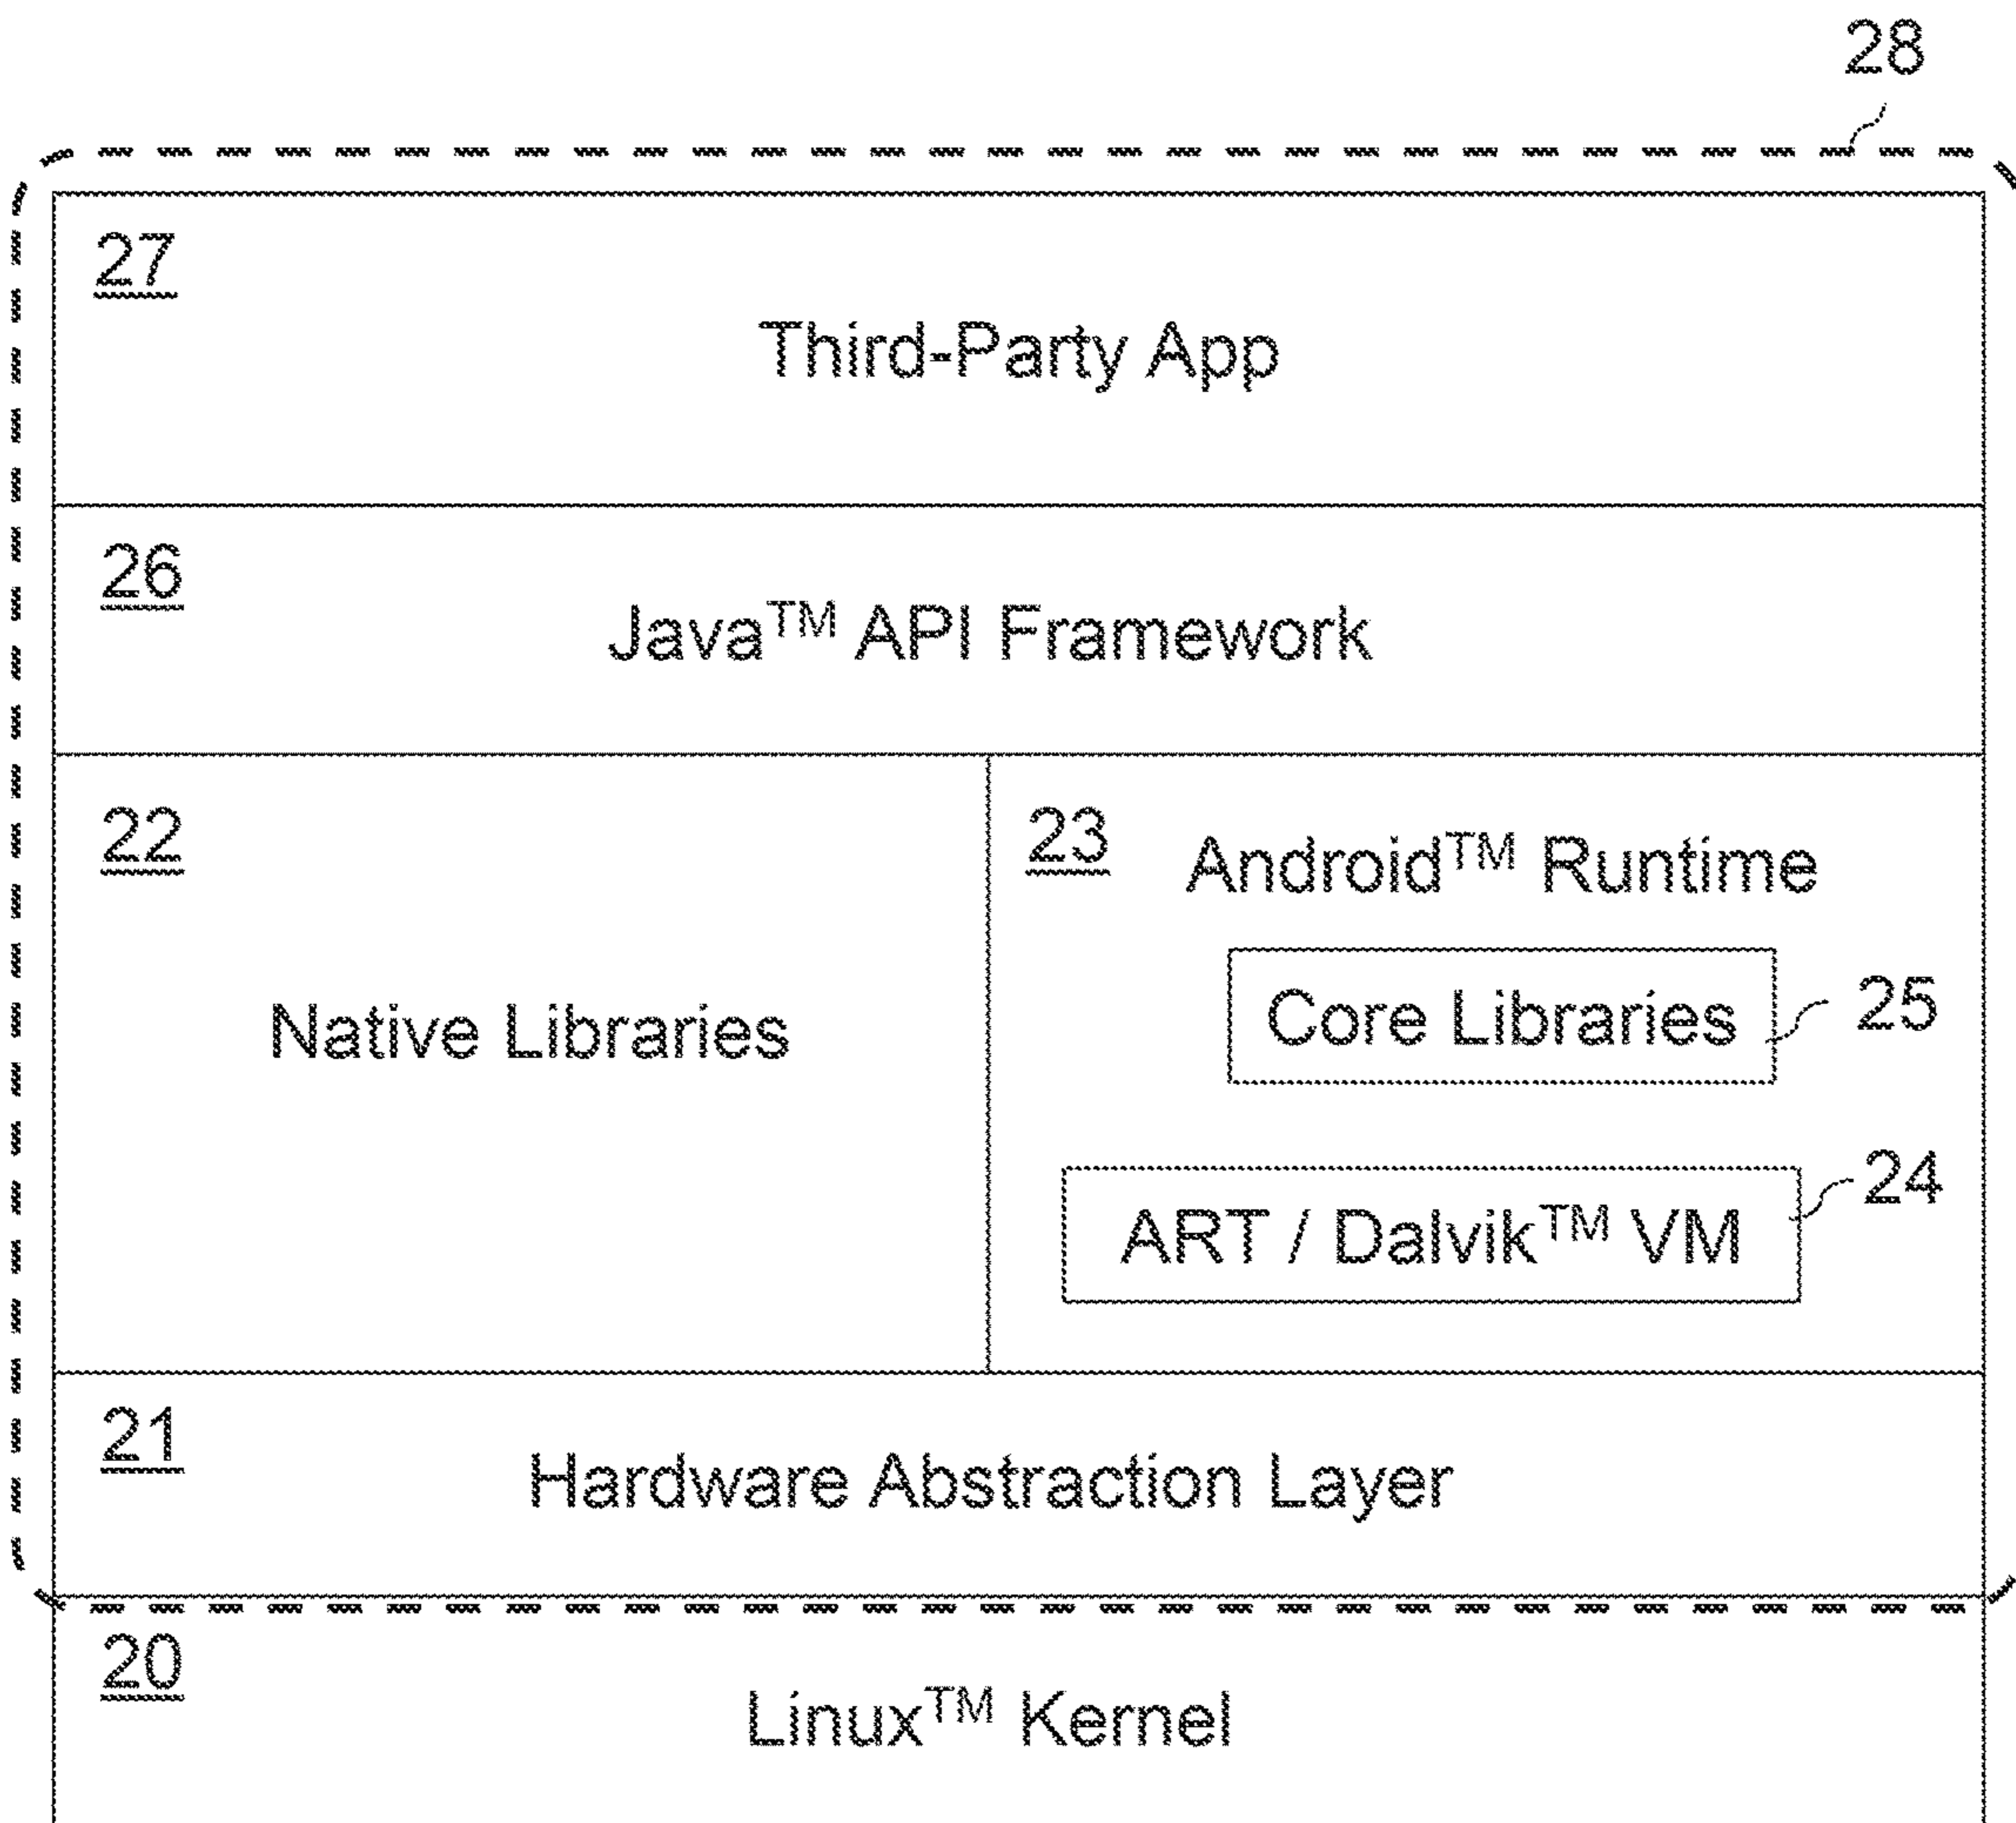 28
27
Third-Party App
26
Java™ API Framework
22
Native Libraries
23
Android™ Runtime
Core Libraries
25
ART / Dalvik™ VM
24
21
Hardware Abstraction Layer
20
Linux™ Kernel